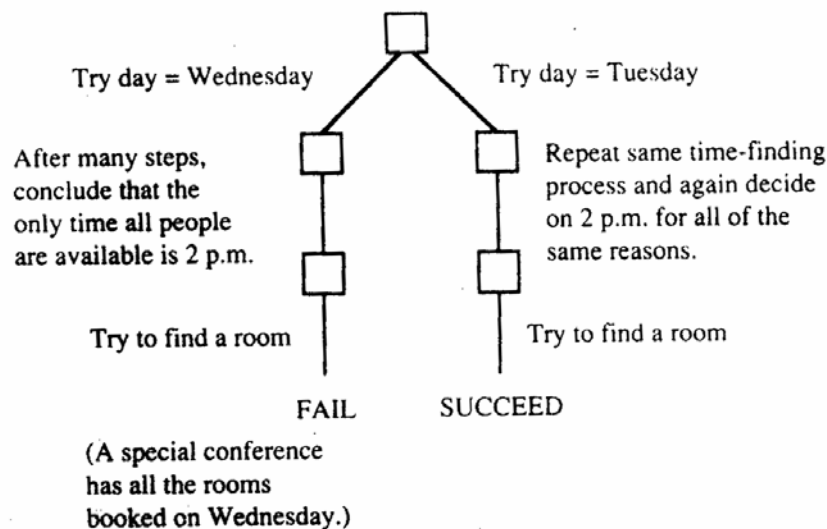 Try day = Wednesday
Try day = Tuesday
After many steps,
conclude that the
only time all people
are available is 2 p.m.
Repeat same time-finding
process and again decide
on 2 p.m. for all of the
same reasons.
Try to find a room
Try to find a room
FAIL
SUCCEED
(A special conference
has all the rooms
booked on Wednesday.)